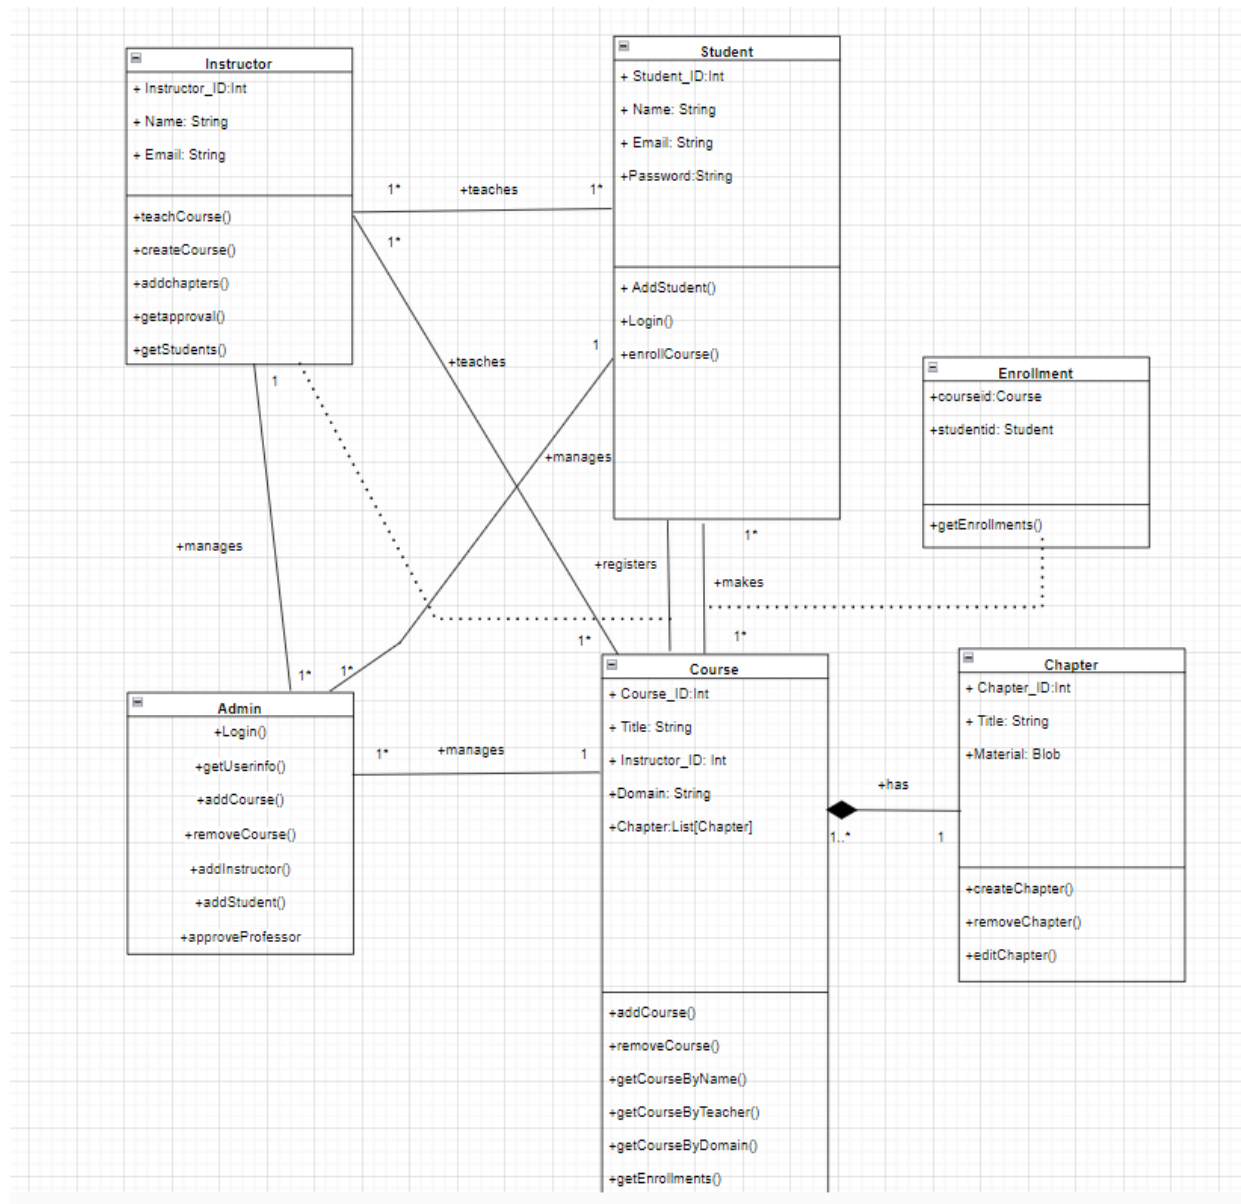 Instructor
+ Instructor_ID:Int
+ Name: String
+ Email: String
+teachCourse()
+createCourse()
+addchapters()
+getapproval()
+getStudents()
1*
+teaches
1*
1*
Student
+ Student_ID:Int
+ Name: String
+ Email: String
+Password:String
+ AddStudent()
+Login()
+enrollCourse()
1
+teaches
1
+manages
Enrollment
+courseid:Course
+studentid: Student
+getEnrollments()
+manages
+registers
1*
+makes
1*
1*
1*
1*
Admin
+Login()
+getUserinfo()
+addCourse()
+removeCourse()
+addInstructor()
+addStudent()
+approveProfessor
1*
+manages
1
Course
+ Course_ID:Int
+ Title: String
+ Instructor_ID: Int
+Domain: String
+Chapter:List[Chapter]
+addCourse()
+removeCourse()
+getCourseByName()
+getCourseByTeacher()
+getCourseByDomain()
+getEnrollments()
+has
1..*
1
Chapter
+ Chapter_ID:Int
+ Title: String
+Material: Blob
+createChapter()
+removeChapter()
+editChapter()